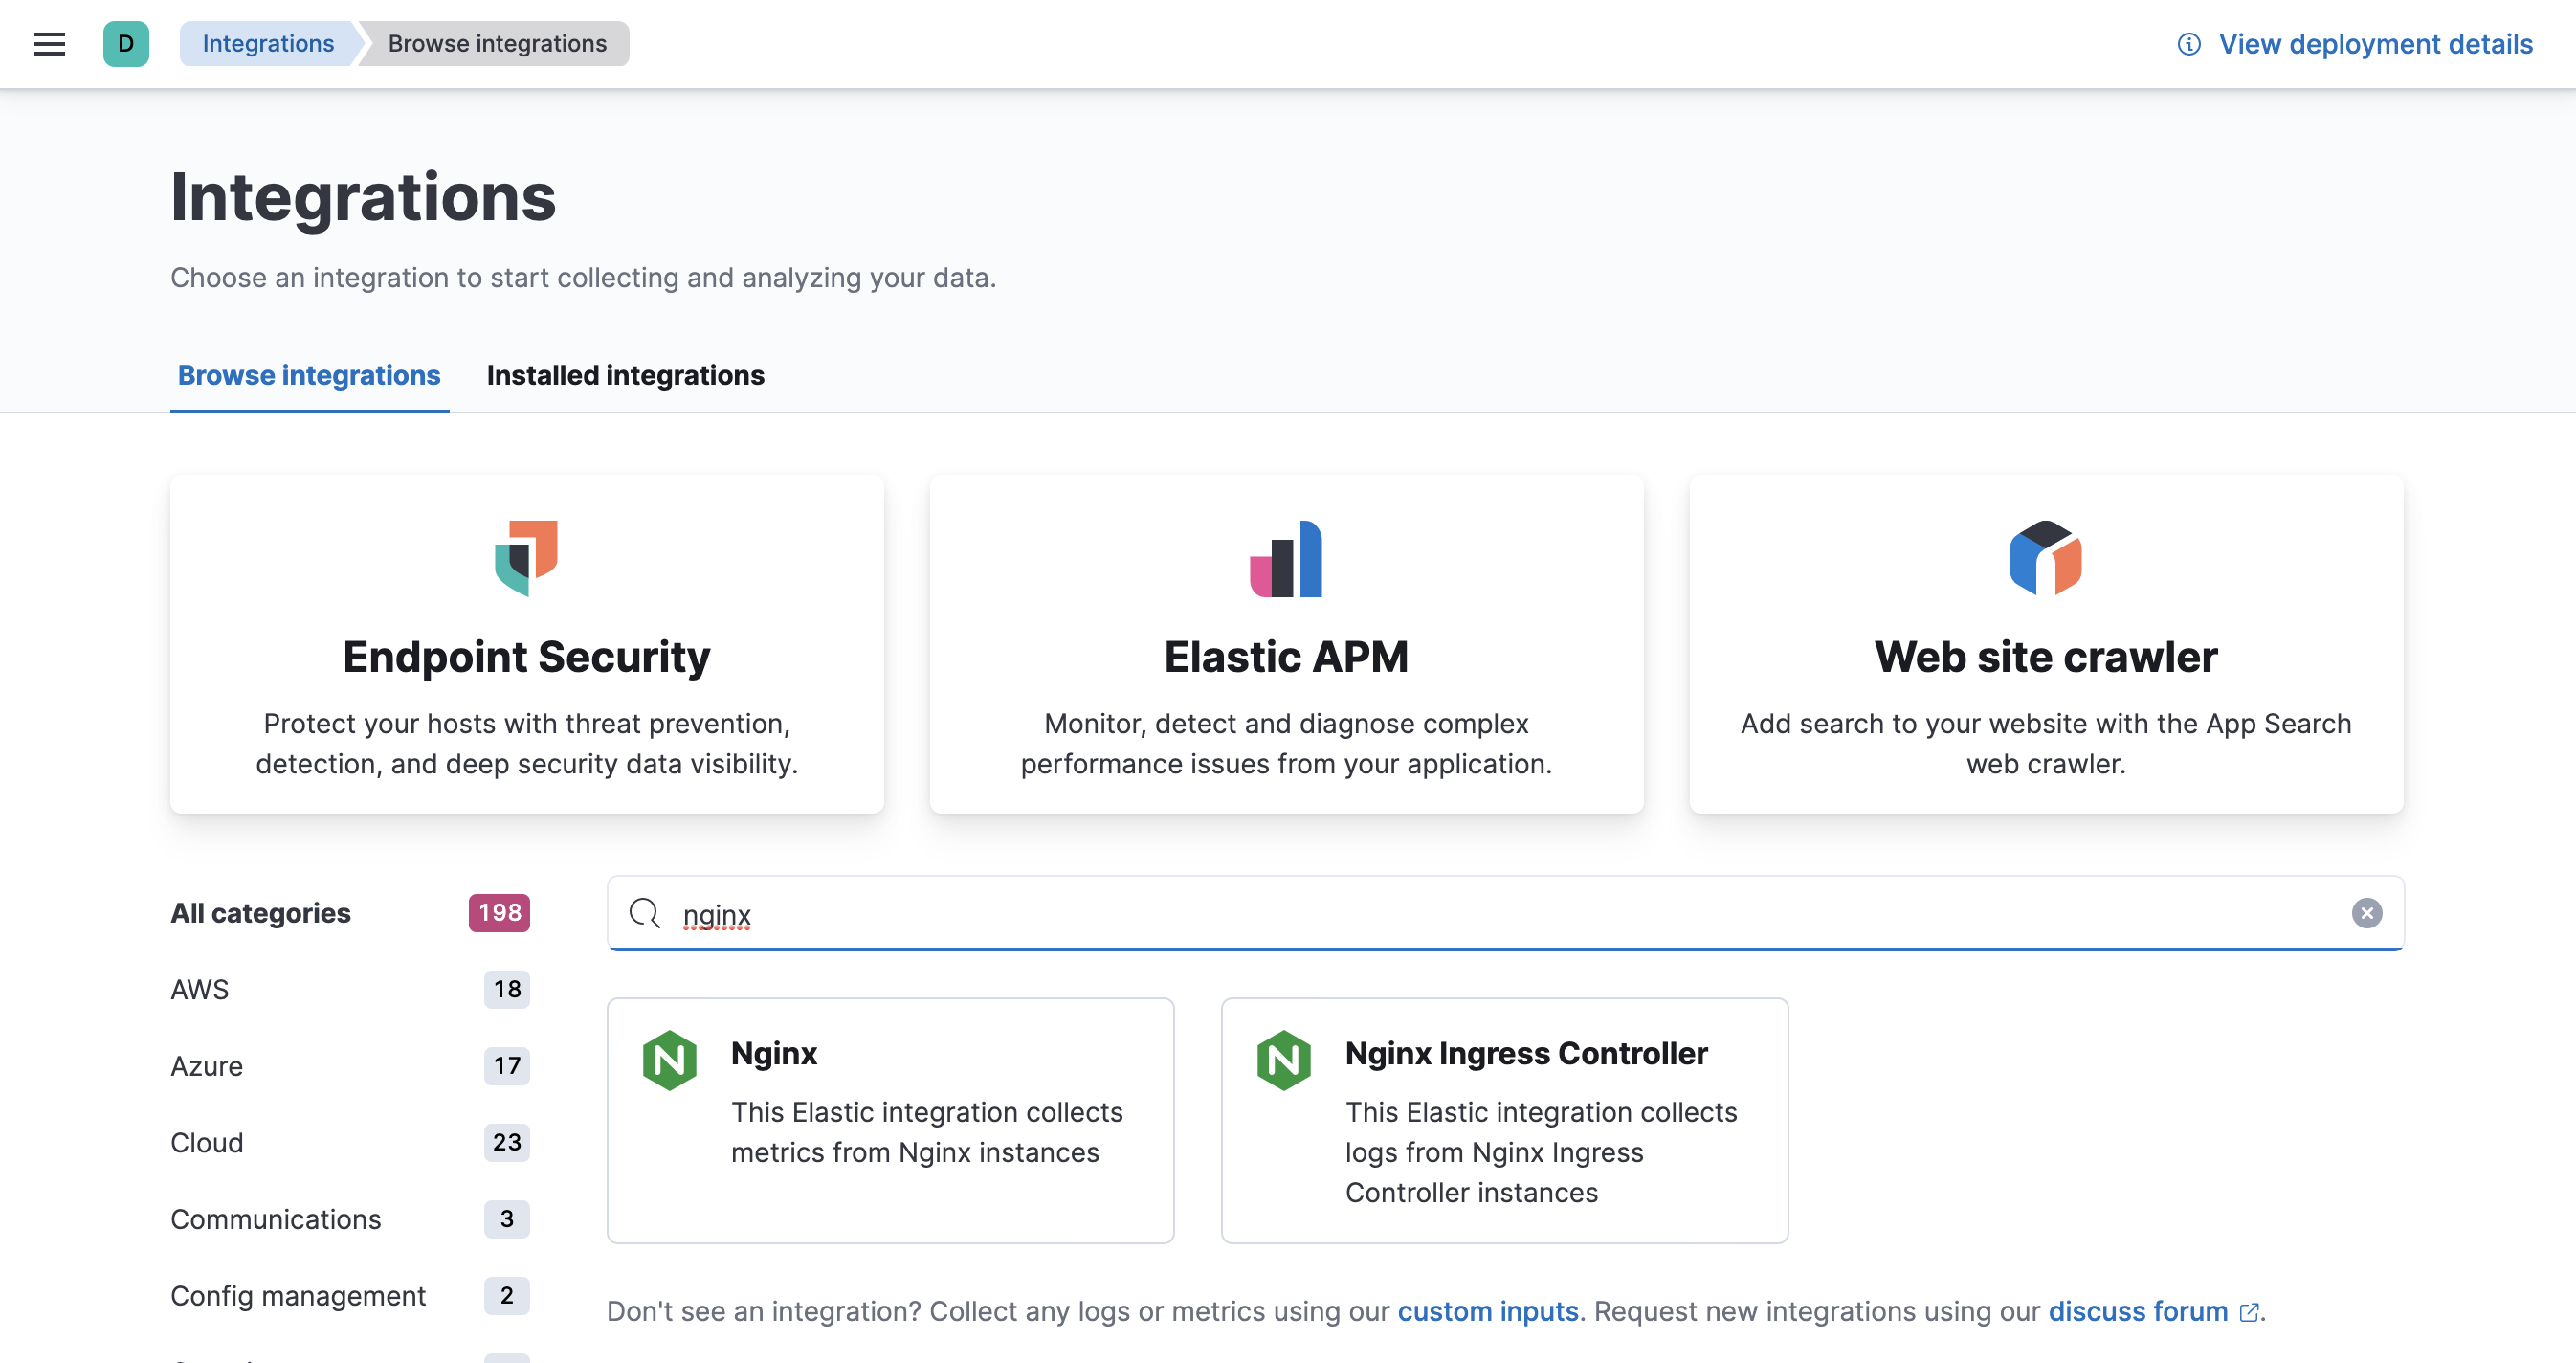 D
Integrations
Browse integrations
View deployment details
Integrations
Choose an integration to start collecting and analyzing your data.
Browse integrations
Installed integrations
Endpoint Security
Protect your hosts with threat prevention,
detection, and deep security data visibility.
Elastic APM
Monitor, detect and diagnose complex
performance issues from your application.
Web site crawler
Add search to your website with the App Search
web crawler.
All categories 198
AWS 18
Azure 17
Cloud 23
Communications 3
Config management 2
nginx
Nginx
This Elastic integration collects
metrics from Nginx instances
Nginx Ingress Controller
This Elastic integration collects
logs from Nginx Ingress
Controller instances
Don't see an integration? Collect any logs or metrics using our custom inputs. Request new integrations using our discuss forum.